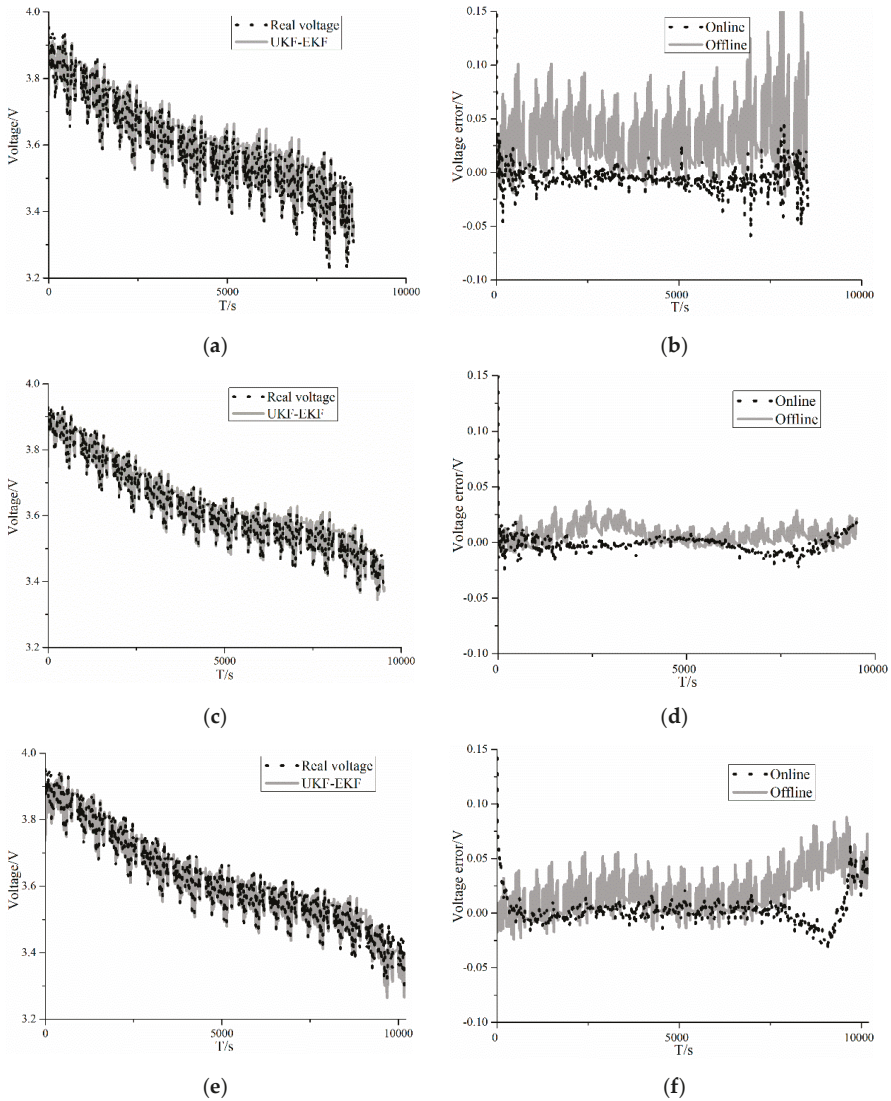 4.0
3.8
3.6
3.4
3.2
Voltage/V
Real voltage
UKF-EKF
0
5000
10000
T/s
(a)
0.15
0.10
0.05
0.00
-0.05
-0.10
Voltage error/V
Online
Offline
0
5000
10000
T/s
(b)
4.0
3.8
3.6
3.4
3.2
Voltage/V
Real voltage
UKF-EKF
0
5000
10000
T/s
(c)
0.15
0.10
0.05
0.00
-0.05
-0.10
Voltage error/V
Online
Offline
0
5000
10000
T/s
(d)
4.0
3.8
3.6
3.4
3.2
Voltage/V
Real voltage
UKF-EKF
0
5000
10000
T/s
(e)
0.15
0.10
0.05
0.00
-0.05
-0.10
Voltage error/V
Online
Offline
0
5000
10000
T/s
(f)